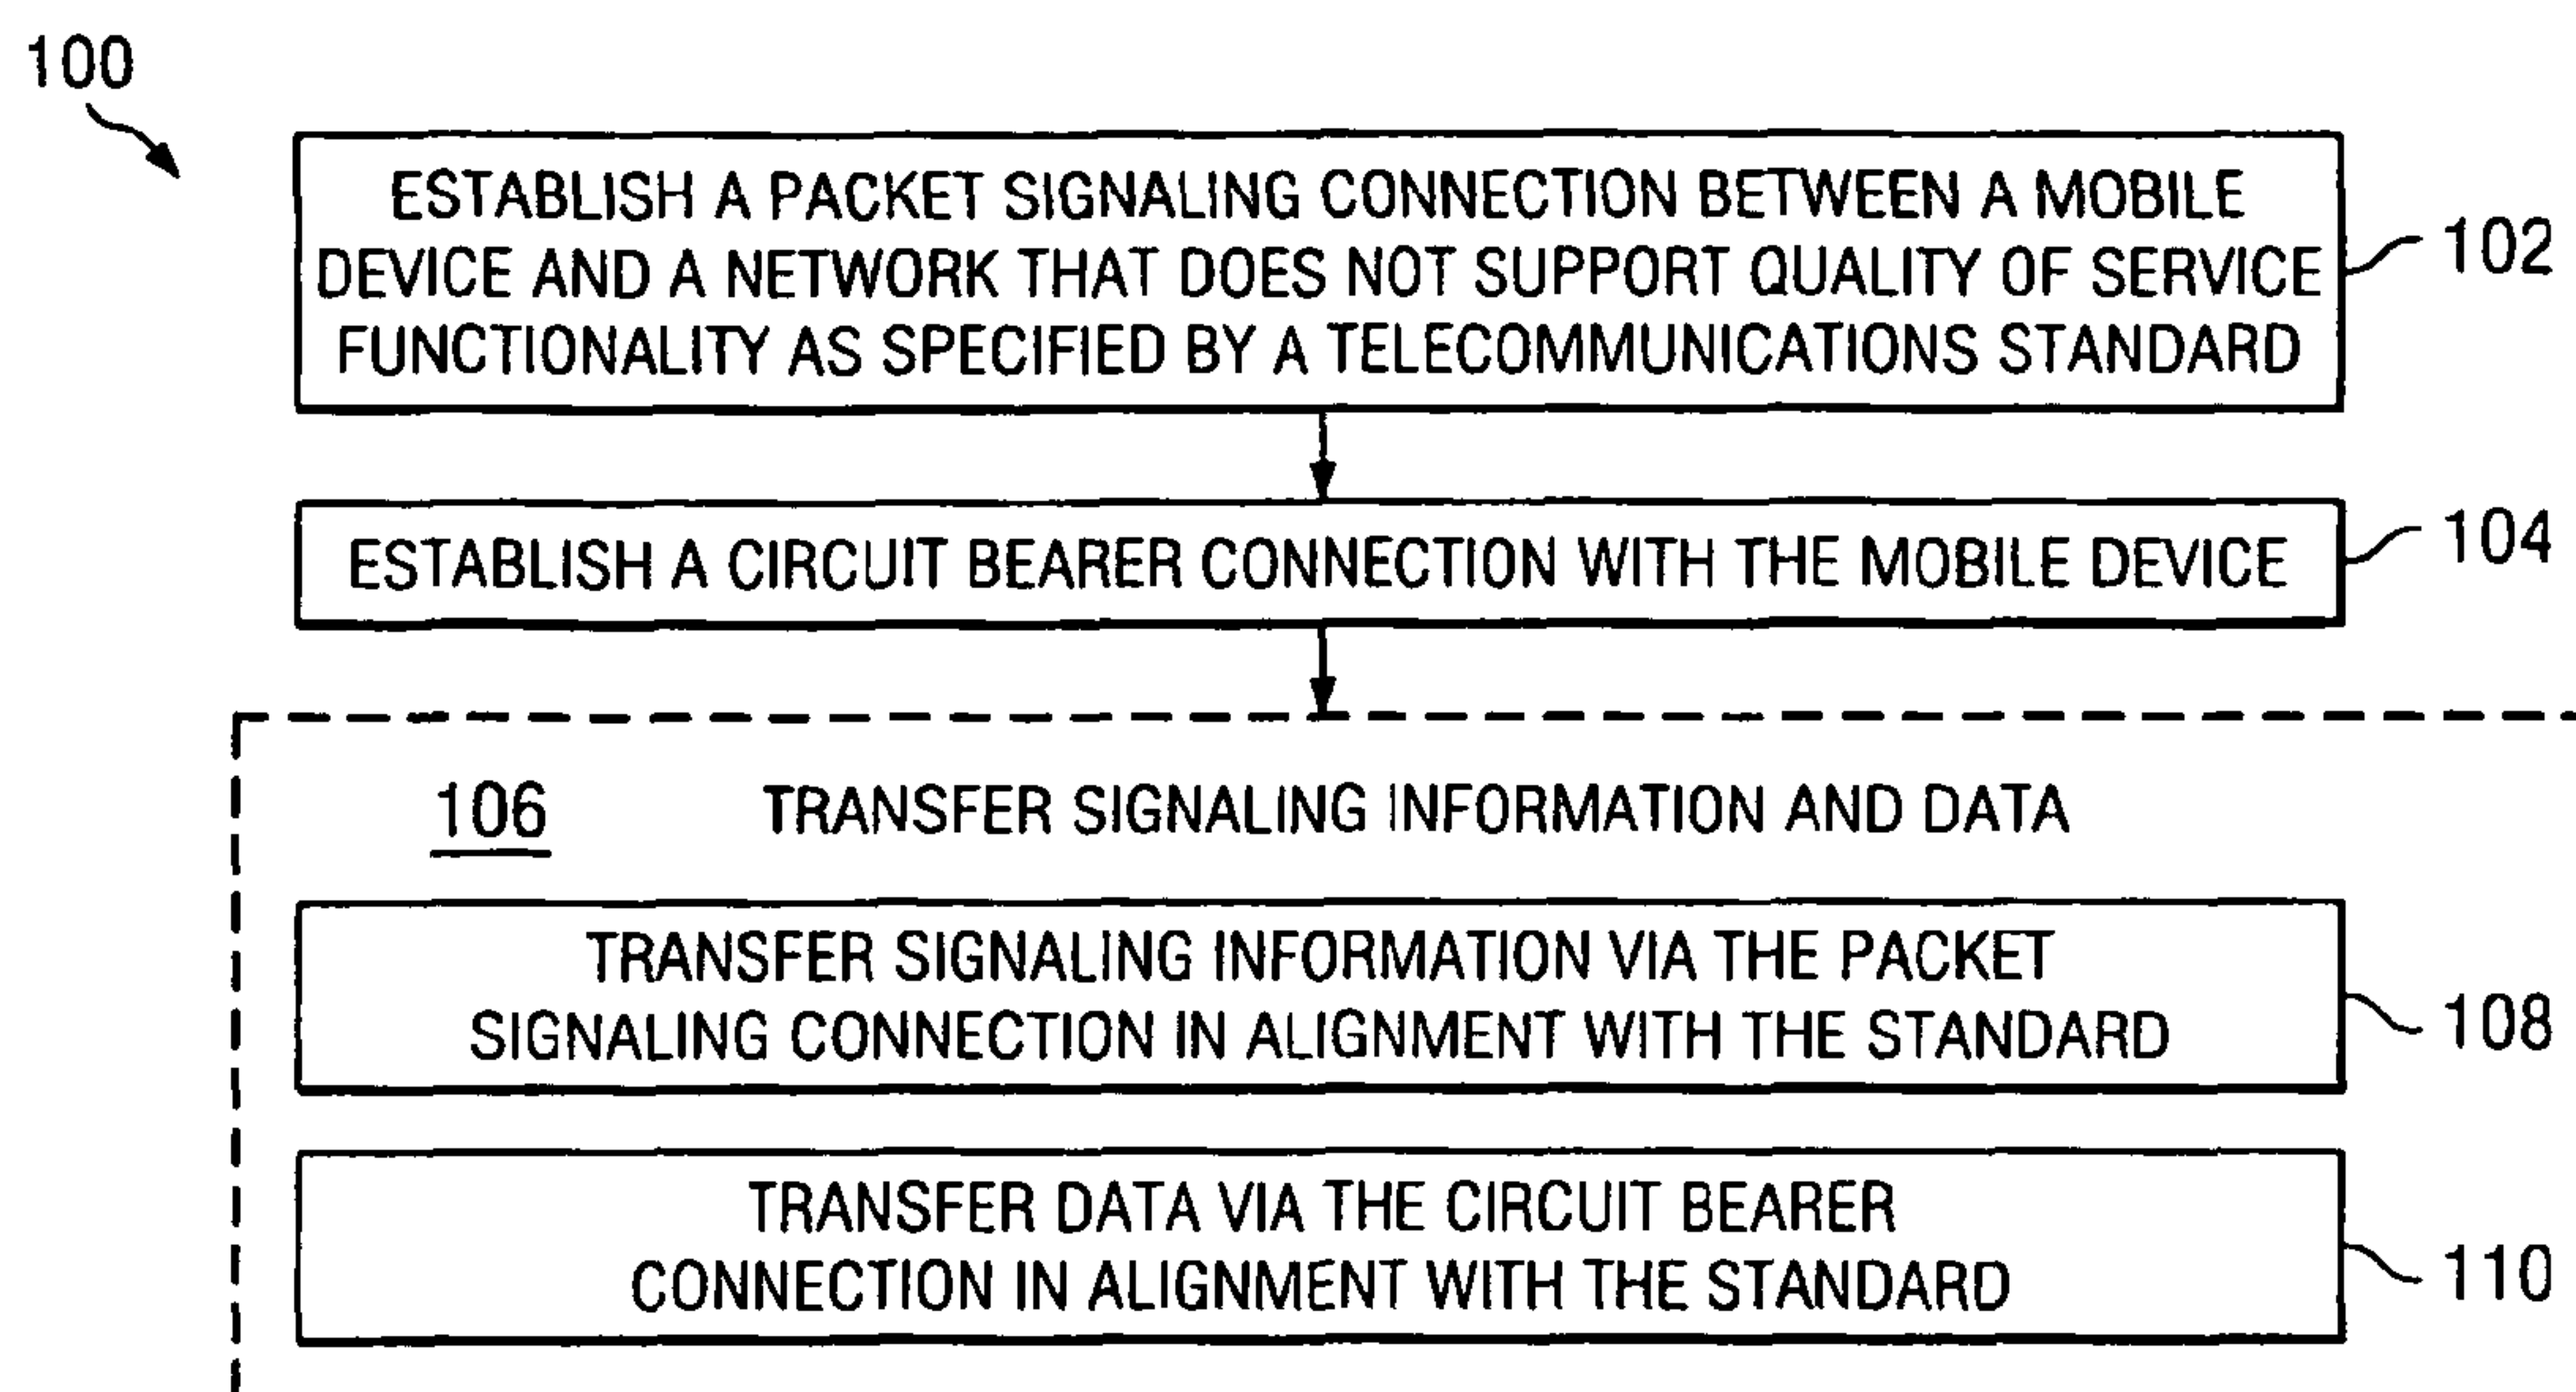 100
ESTABLISH A PACKET SIGNALING CONNECTION BETWEEN A MOBILE
DEVICE AND A NETWORK THAT DOES NOT SUPPORT QUALITY OF SERVICE
FUNCTIONALITY AS SPECIFIED BY A TELECOMMUNICATIONS STANDARD
102
ESTABLISH A CIRCUIT BEARER CONNECTION WITH THE MOBILE DEVICE
104
106
TRANSFER SIGNALING INFORMATION AND DATA
TRANSFER SIGNALING INFORMATION VIA THE PACKET
SIGNALING CONNECTION IN ALIGNMENT WITH THE STANDARD
108
TRANSFER DATA VIA THE CIRCUIT BEARER
CONNECTION IN ALIGNMENT WITH THE STANDARD
110